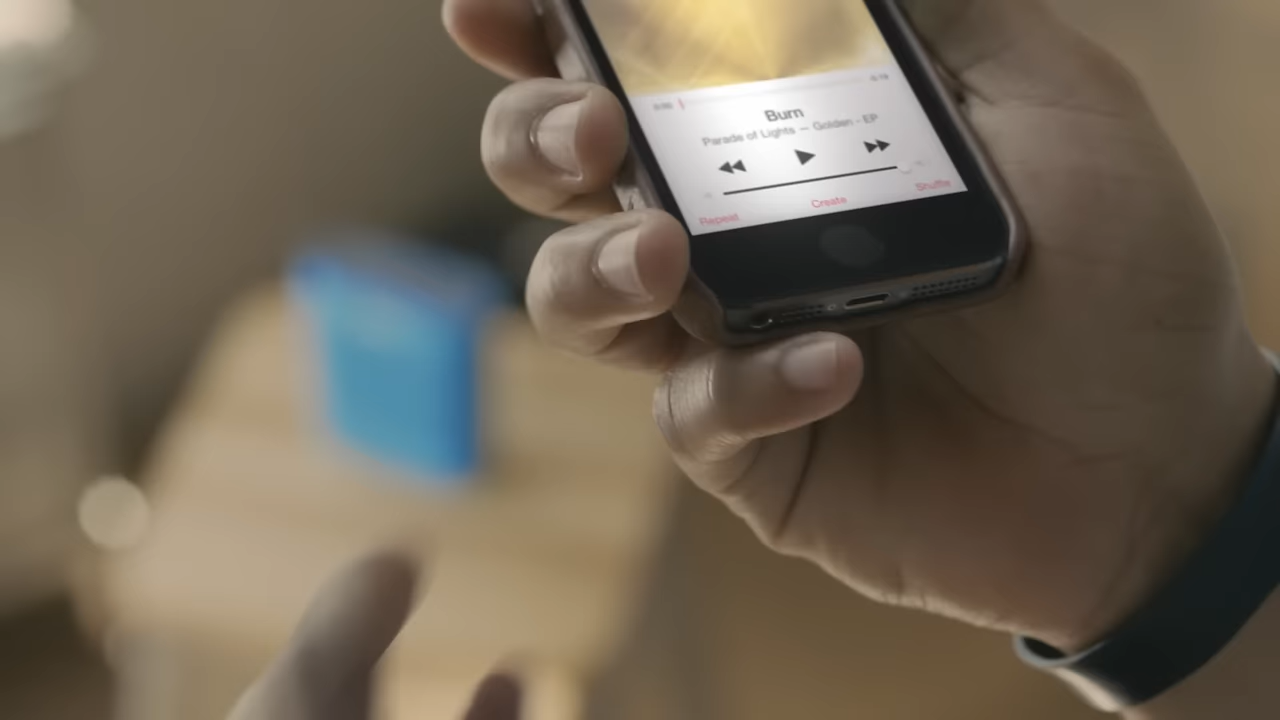 Burn
Parade of Lights — Golden - EP
Repeat
Create
Shuffle